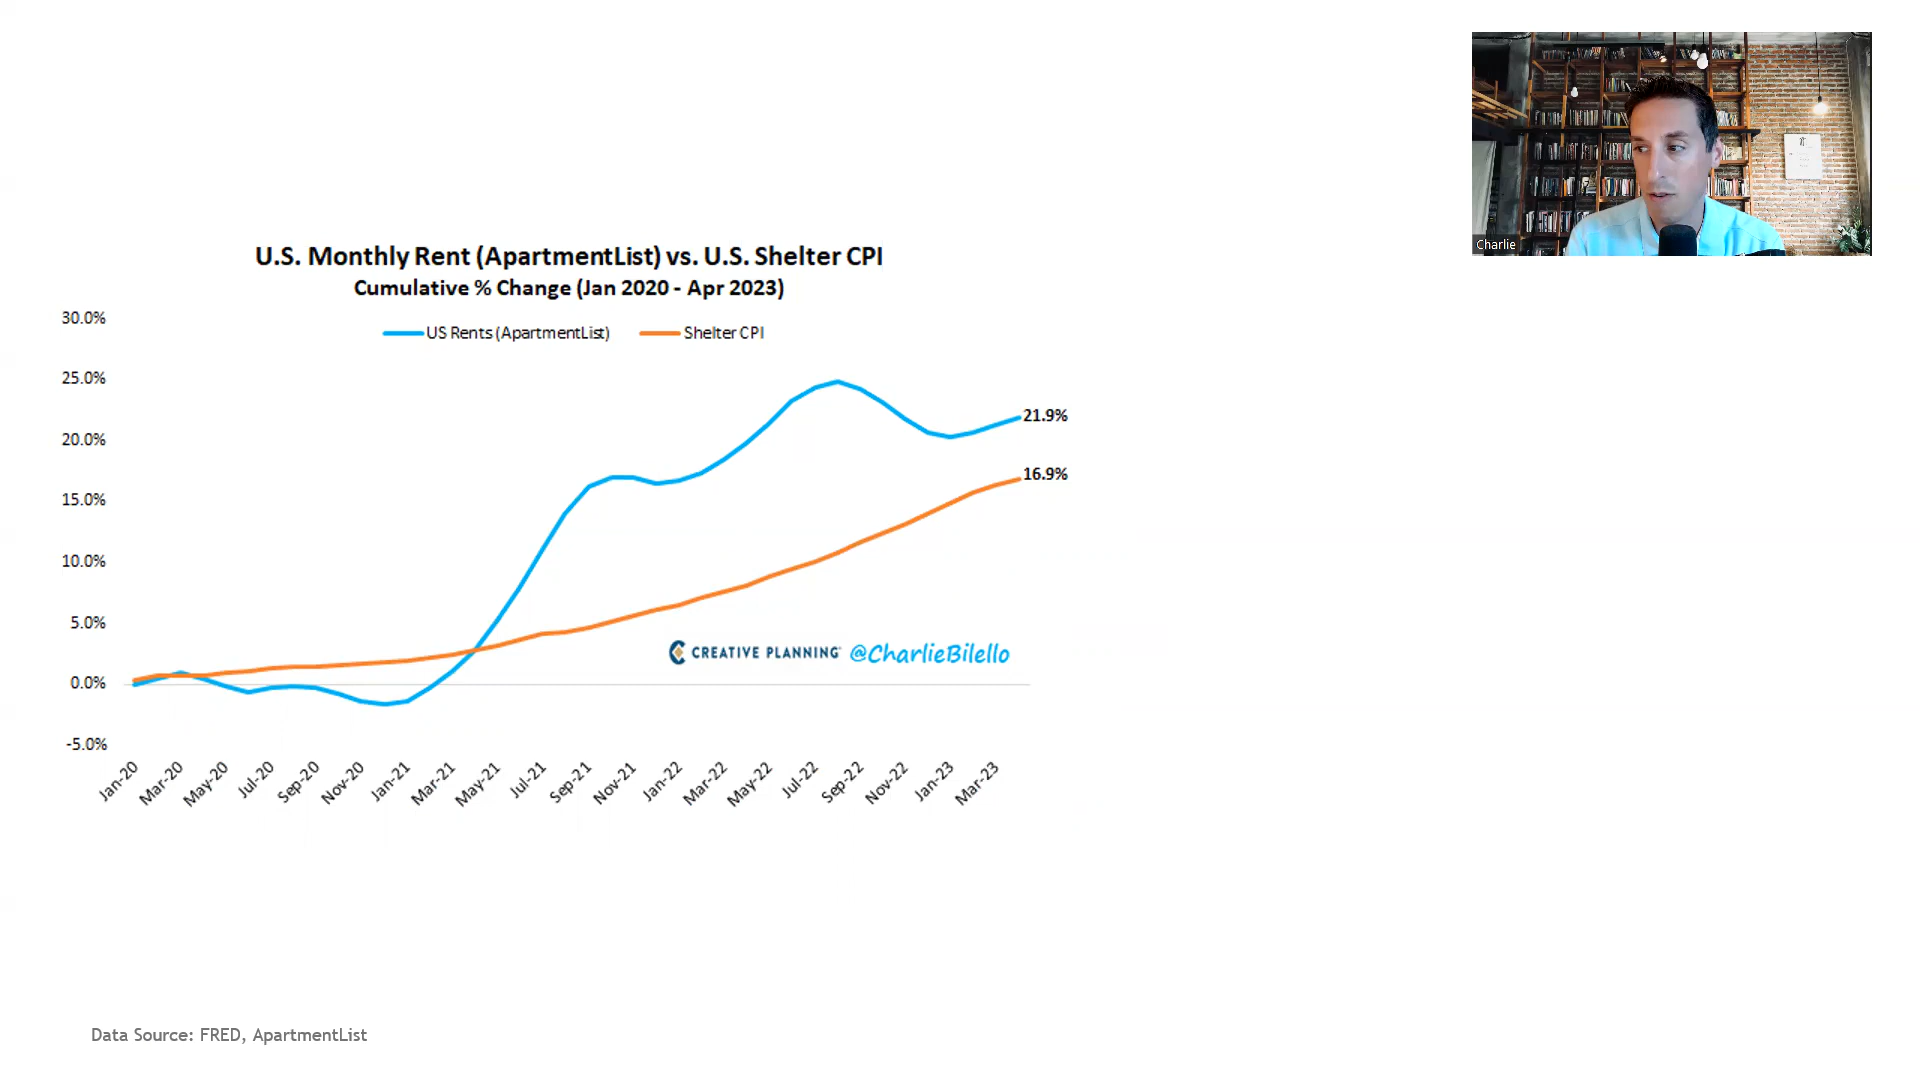 Charlie
U.S. Monthly Rent (ApartmentList) vs. U.S. Shelter CPI
Cumulative % Change (Jan 2020 - Apr 2023)
US Rents (ApartmentList)
Shelter CPI
30.0%
25.0%
20.0%
15.0%
10.0%
5.0%
0.0%
-5.0%
21.9%
16.9%
CREATIVE PLANNING @CharlieBilello
Jan-20
Mar-20
May-20
Jul-20
Sep-20
Nov-20
Jan-21
Mar-21
May-21
Jul-21
Sep-21
Nov-21
Jan-22
Mar-22
May-22
Jul-22
Sep-22
Nov-22
Jan-23
Mar-23
Data Source: FRED, ApartmentList